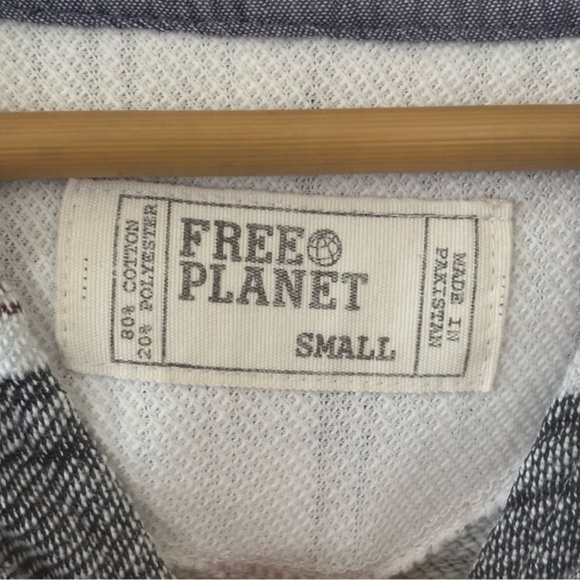 80% COTTON
20% POLYESTER
FREE
PLANET
SMALL
MADE IN
PAKISTAN